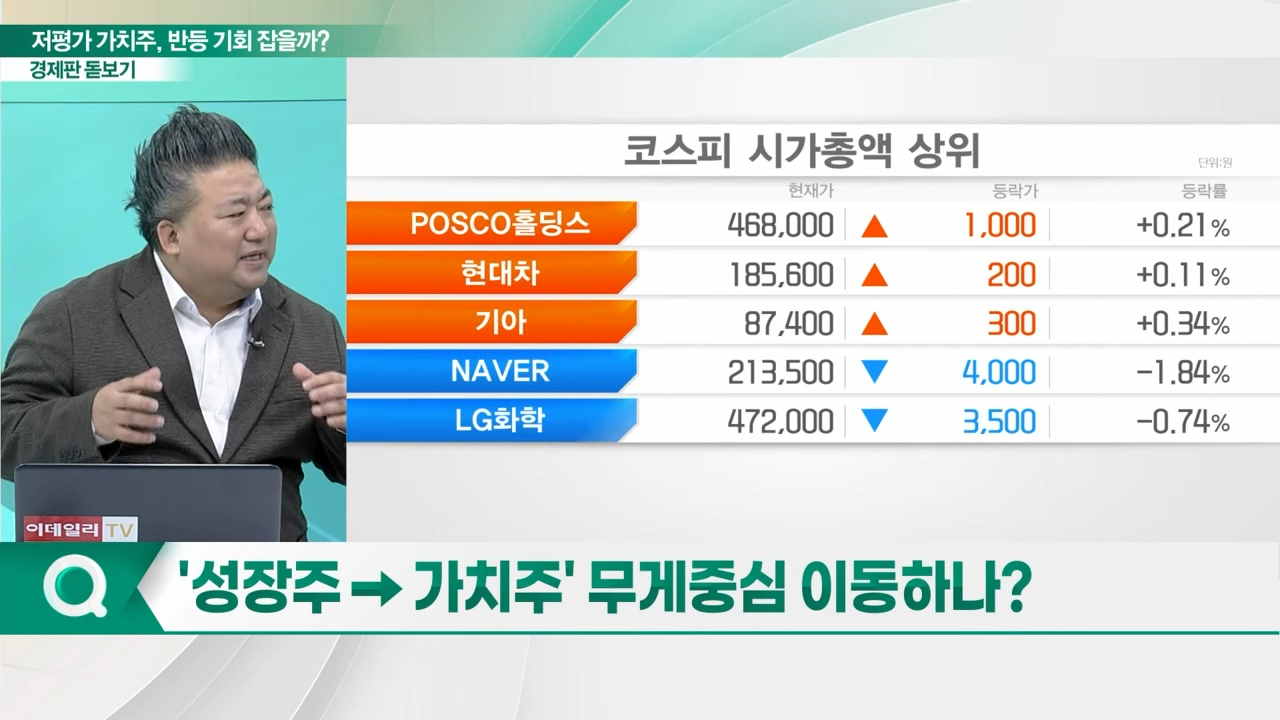 저평가 가치주, 반등 기회 잡을까?
경제판 돋보기
코스피 시가총액 상위
단위:원
현재가 등락가 등락률
POSCO홀딩스 468,000 ▲ 1,000 +0.21%
현대차 185,600 ▲ 200 +0.11%
기아 87,400 ▲ 300 +0.34%
NAVER 213,500 ▼ 4,000 -1.84%
LG화학 472,000 ▼ 3,500 -0.74%
이데일리 TV
Q '성장주➡가치주' 무게중심 이동하나?